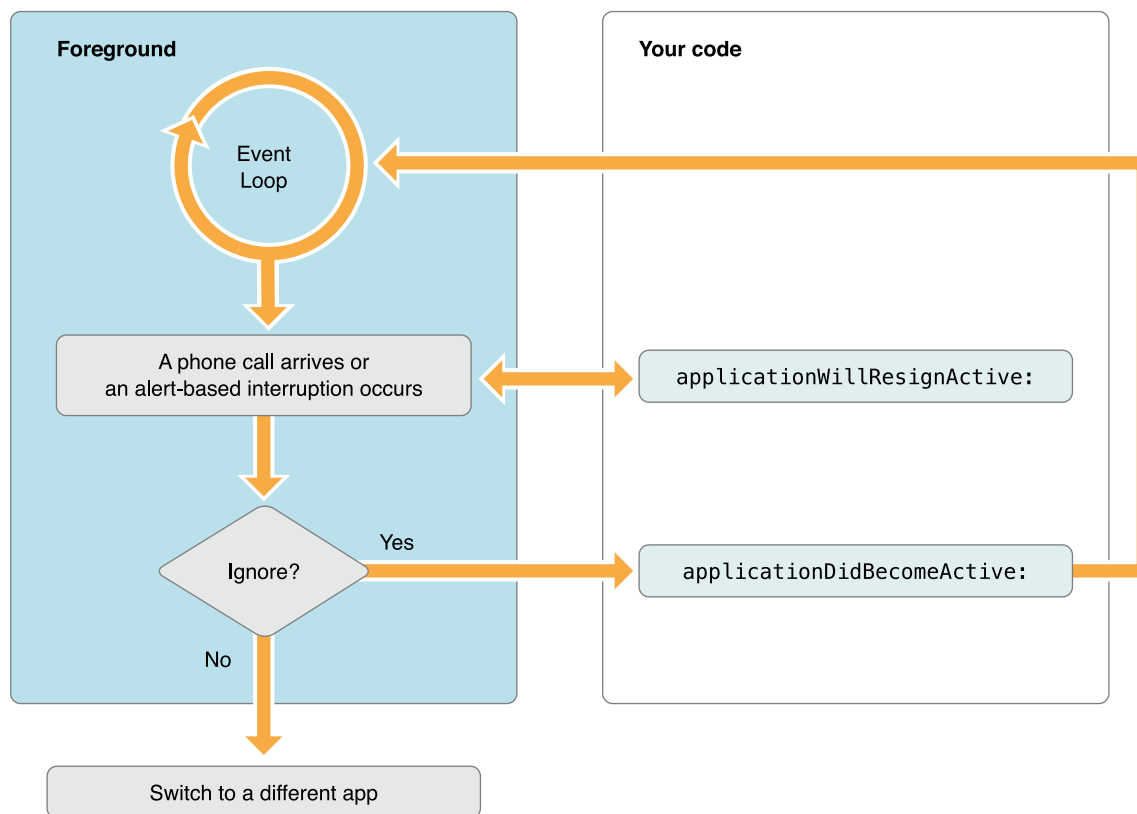 Foreground
Your code
Event
Loop
A phone call arrives or
an alert-based interruption occurs
applicationWillResignActive:
Ignore?
Yes
applicationDidBecomeActive:
No
Switch to a different app